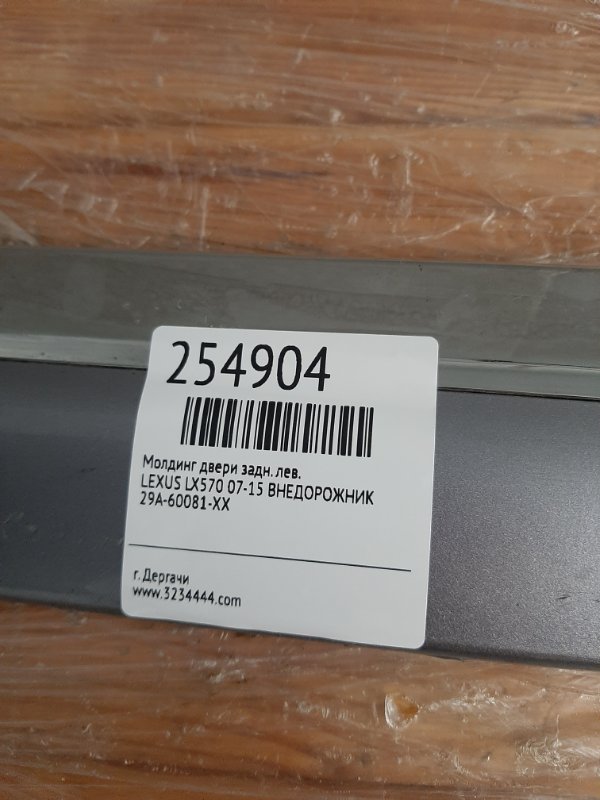 254904
Молдинг двери задн. лев.
LEXUS LX570 07-15 ВНЕДОРОЖНИК
29A-60081-XX
г. Дергачи
www.3234444.com